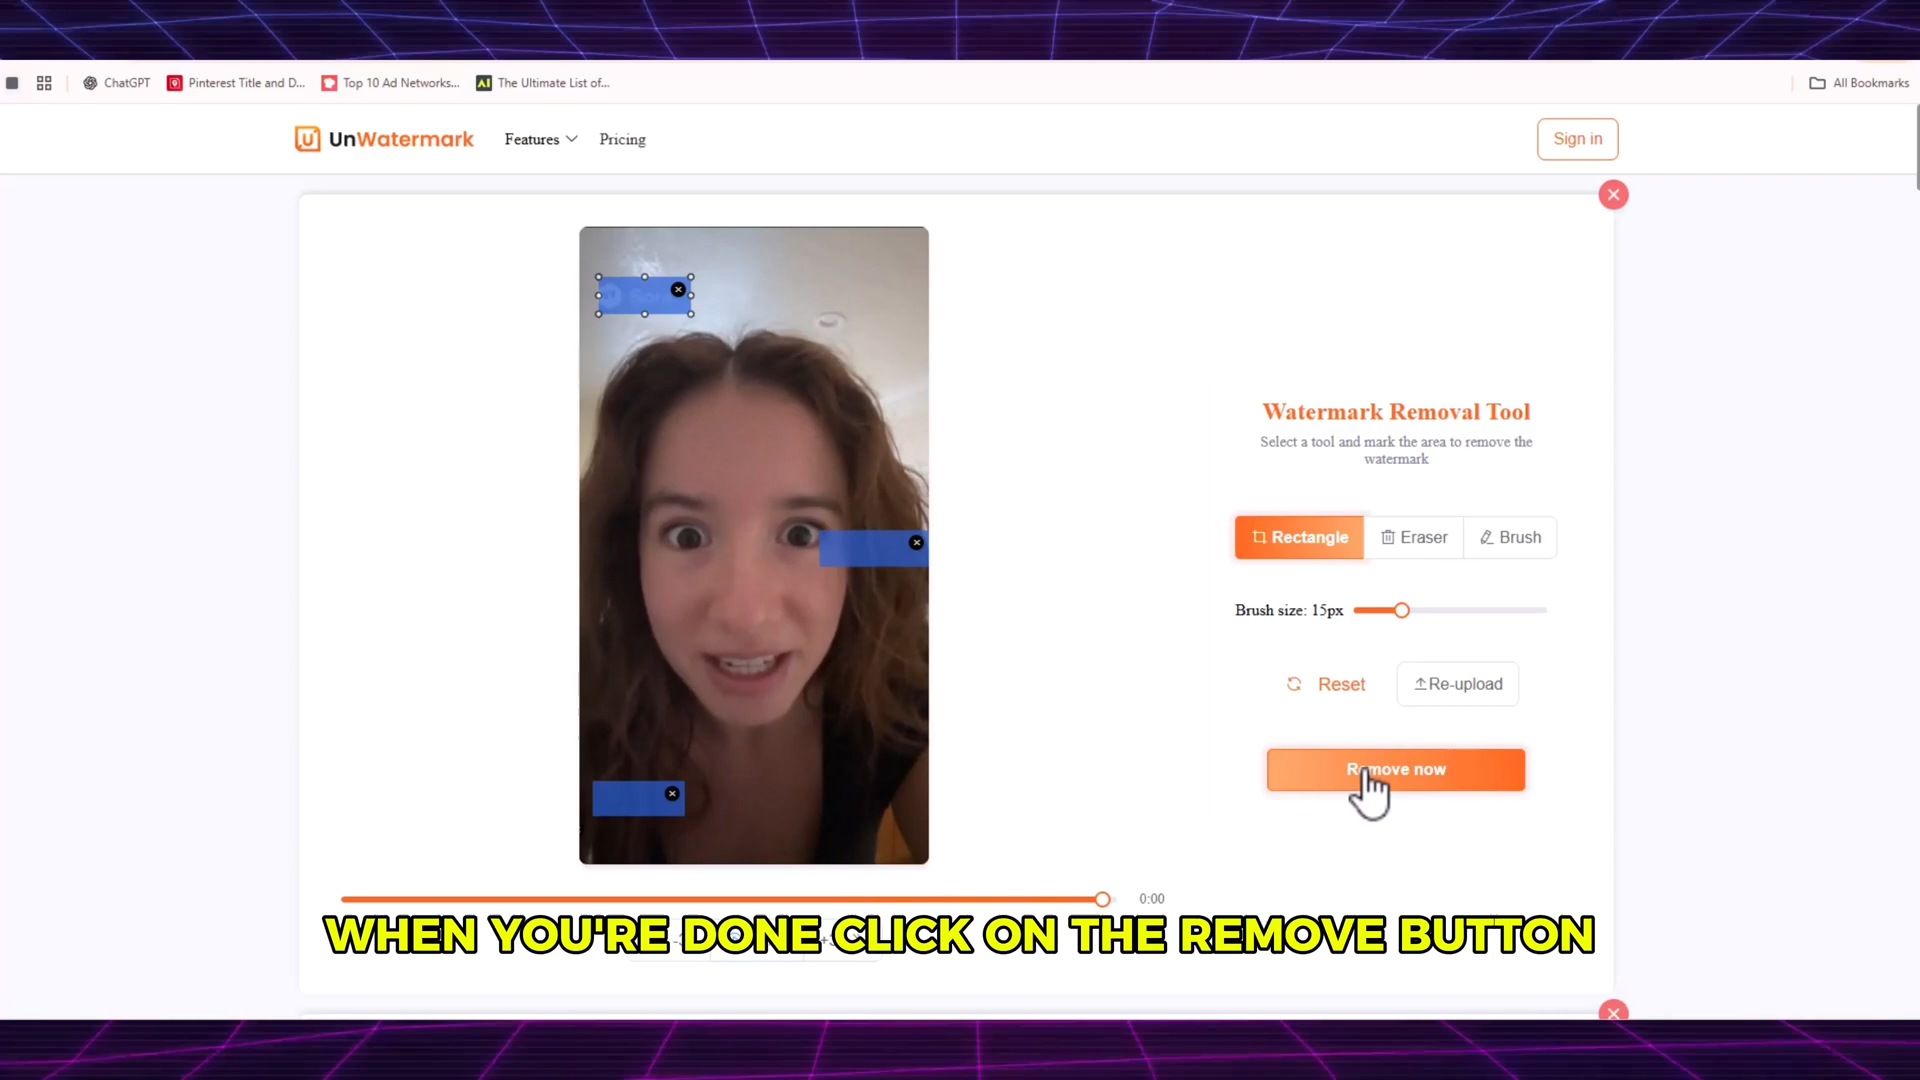 ChatGPT
Pinterest Title and D...
Top 10 Ad Networks...
AI The Ultimate List of...
All Bookmarks
UnWatermark
Features
Pricing
Sign in
Watermark Removal Tool
Select a tool and mark the area to remove the
watermark
Rectangle
Eraser
Brush
Brush size: 15px
Reset
Re-upload
Remove now
0:00
WHEN YOU'RE DONE CLICK ON THE REMOVE BUTTON